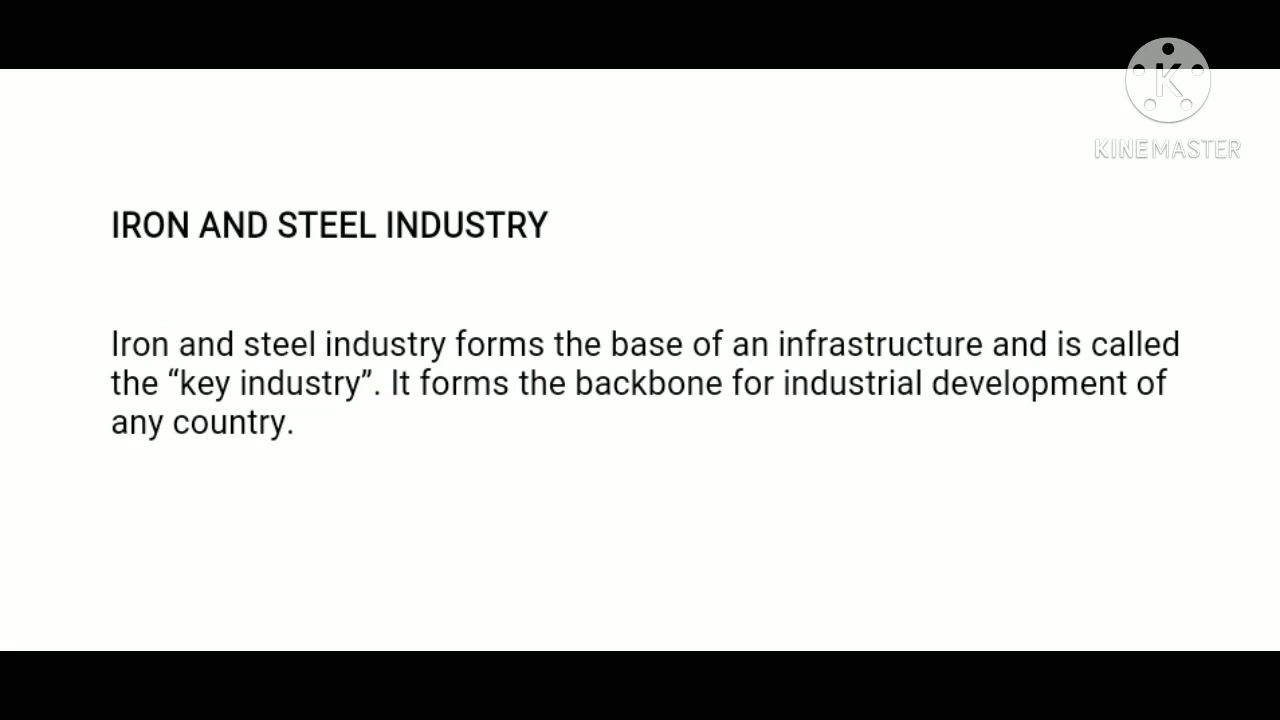 K
KINEMASTER
IRON AND STEEL INDUSTRY
Iron and steel industry forms the base of an infrastructure and is called
the “key industry”. It forms the backbone for industrial development of
any country.